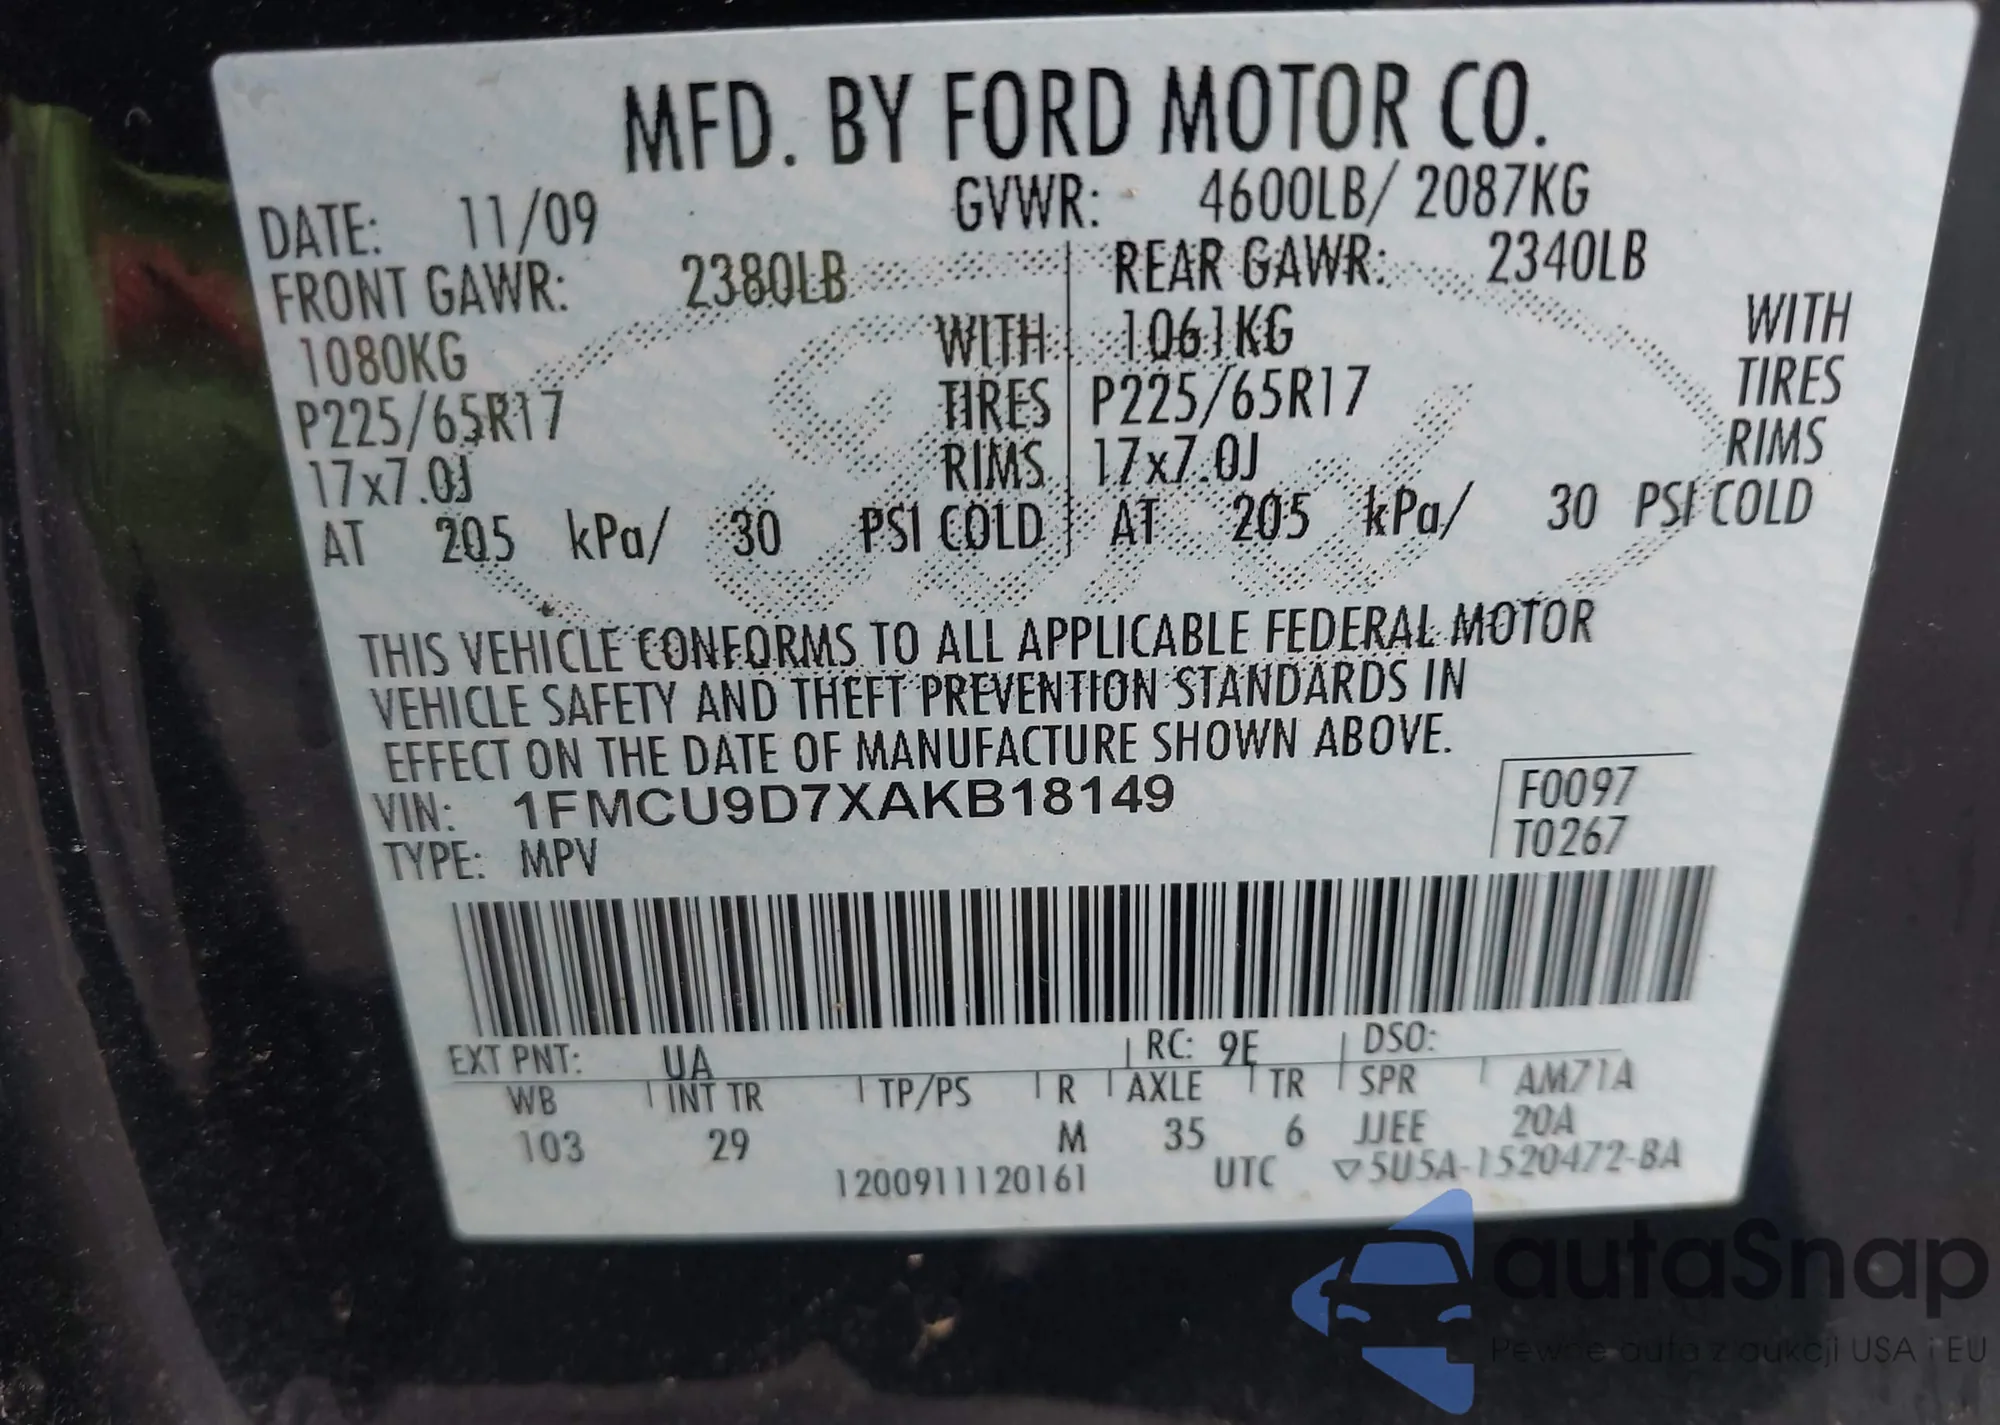 MFD. BY FORD MOTOR CO.
DATE: 11/09 GVWR: 4600LB/ 2087KG
FRONT GAWR: 2380LB REAR GAWR: 2340LB
1080KG WITH 1061KG WITH
P225/65R17 TIRES P225/65R17 TIRES
17x7.0J RIMS 17x7.0J RIMS
AT 205 kPa/ 30 PSI COLD AT 205 kPa/ 30 PSI COLD
THIS VEHICLE CONFORMS TO ALL APPLICABLE FEDERAL MOTOR
VEHICLE SAFETY AND THEFT PREVENTION STANDARDS IN
EFFECT ON THE DATE OF MANUFACTURE SHOWN ABOVE.
VIN: 1FMCU9D7XAKB18149 F0097
TYPE: MPV T0267
EXT PNT: UA RC: 9E DSO:
WB INT TR TP/PS R AXLE TR SPR AM71A
103 29 M 35 6 JJEE 20A
1200911120161 UTC ▽5U5A-1520472-BA
autaSnap
Pewne auta z aukcji USA i EU